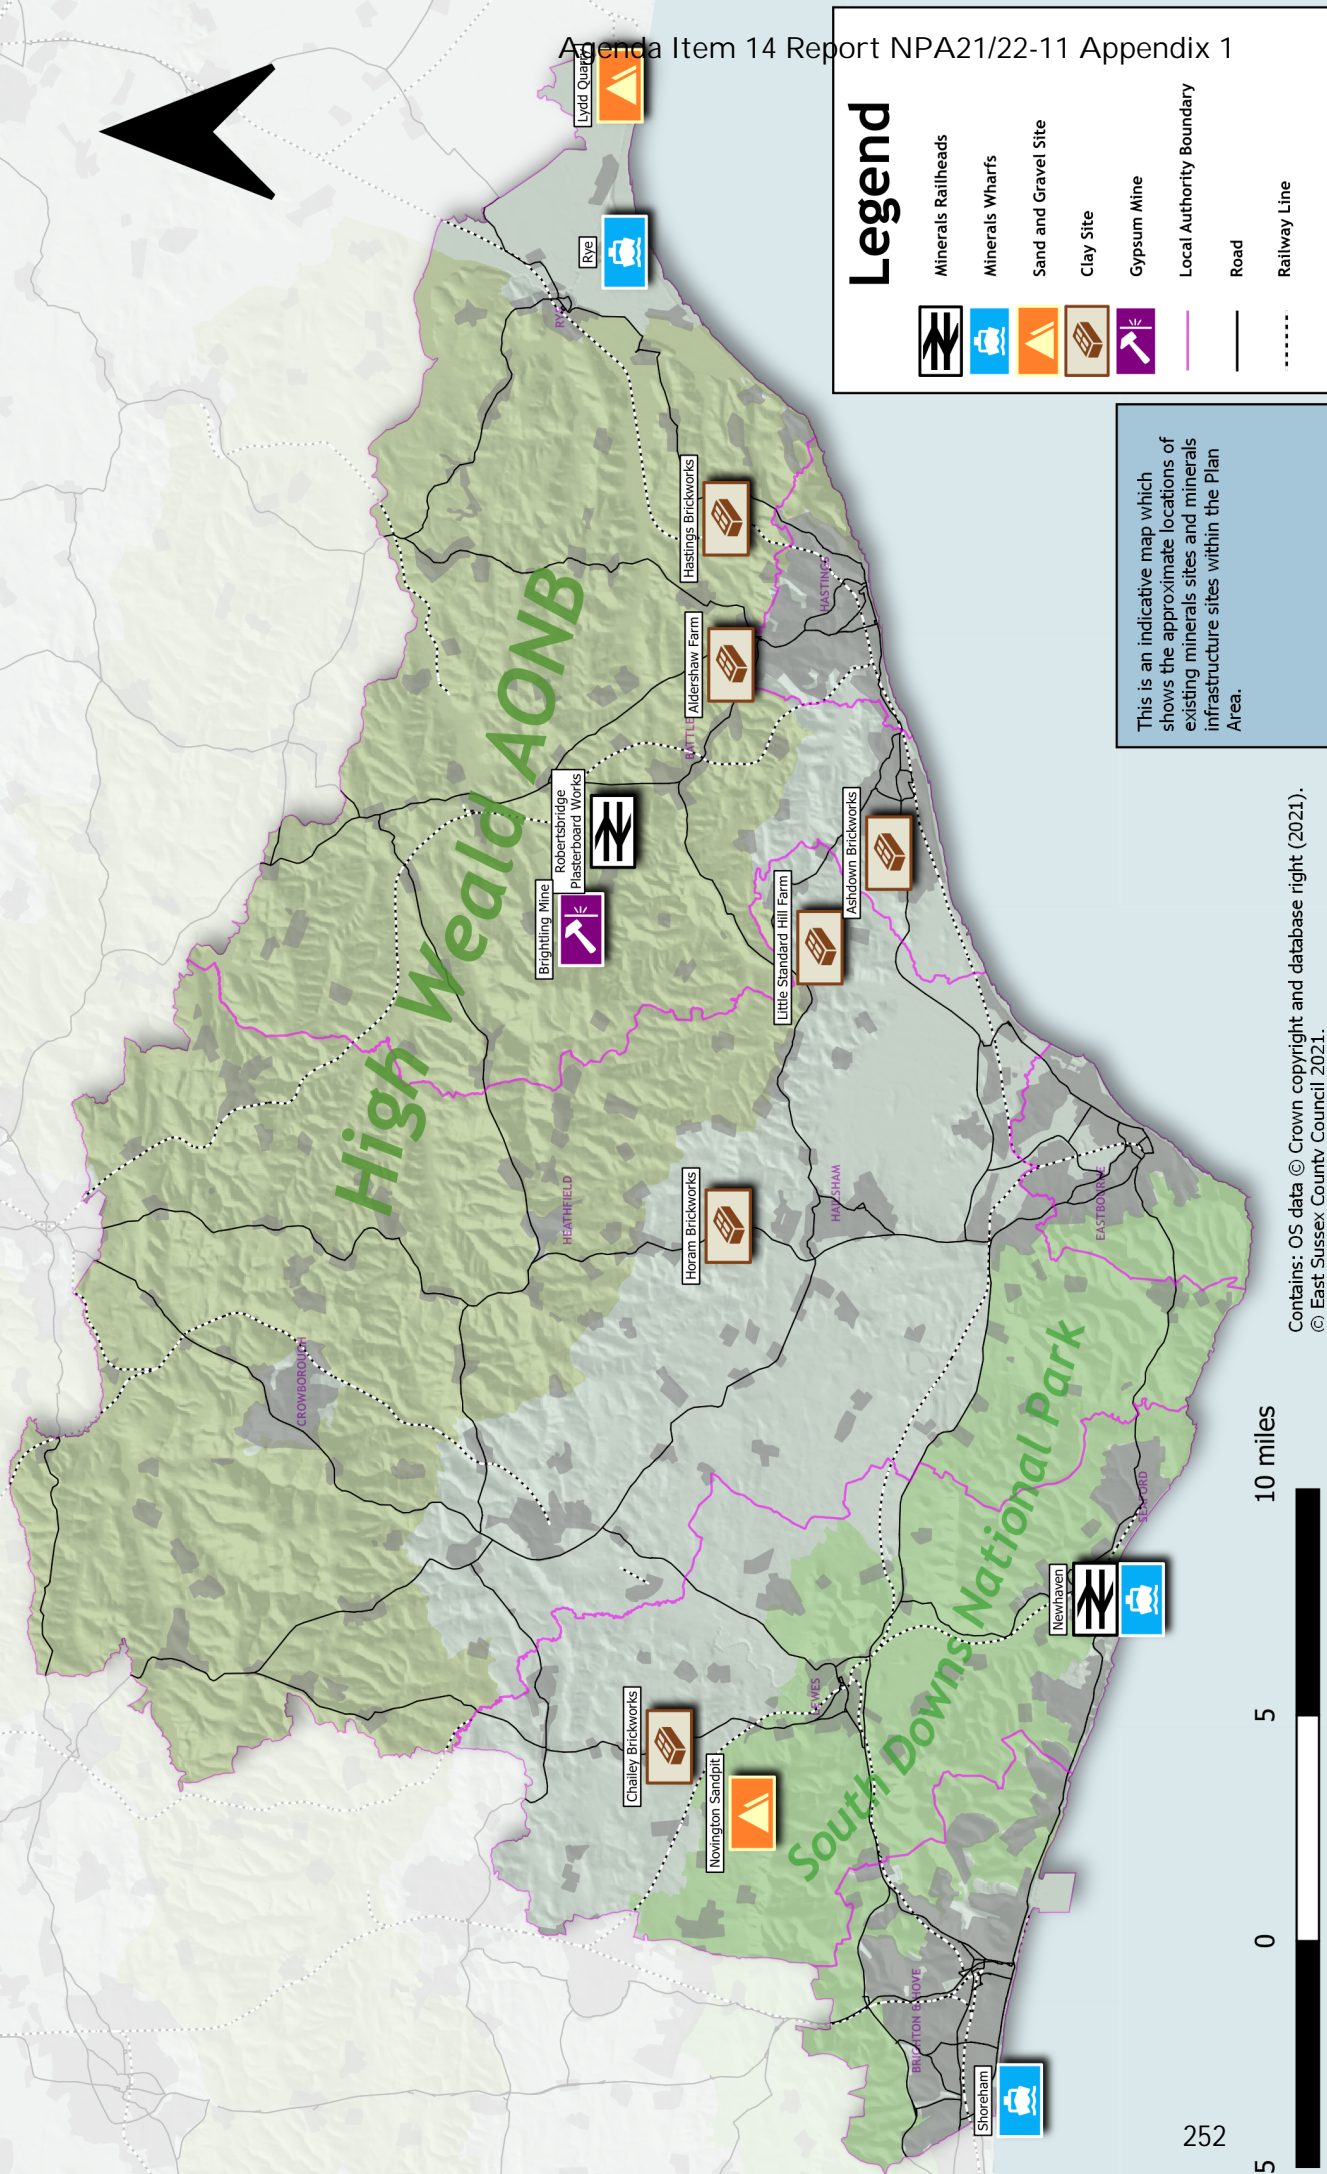 Agenda Item 14 Report NPA21/22-11 Appendix 1
Legend
Minerals Railheads
Minerals Wharfs
Sand and Gravel Site
Clay Site
Gypsum Mine
Local Authority Boundary
Road
Railway Line
This is an indicative map which
shows the approximate locations of
existing minerals sites and minerals
infrastructure sites within the Plan
Area.
High Weald AONB
South Downs National Park
Lydd Quarry
Rye
RYE
Hastings Brickworks
HASTINGS
Aldershaw Farm
BATTLE
Robertsbridge
Plasterboard Works
Brightling Mine
Ashdown Brickworks
Little Standard Hill Farm
HEATHFIELD
Horam Brickworks
HAILSHAM
EASTBOURNE
CROWBOROUGH
SEAFORD
Newhaven
LEWES
Chailey Brickworks
Novington Sandpit
BRIGHTON & HOVE
Shoreham
5
0
5
10 miles
Contains: OS data © Crown copyright and database right (2021).
© East Sussex County Council 2021.
252